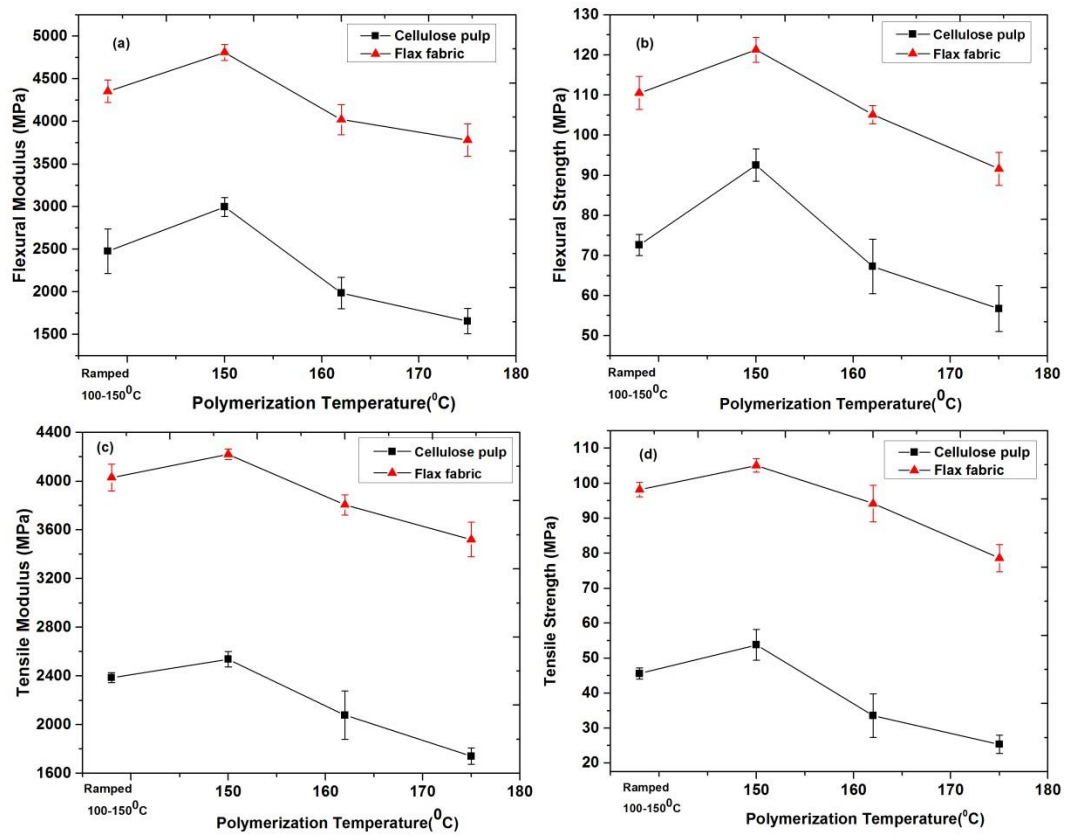 (a)
Cellulose pulp
Flax fabric
Flexural Modulus (MPa)
5000
4500
4000
3500
3000
2500
2000
1500
Ramped
100-150⁰C
150
160
170
180
Polymerization Temperature(⁰C)
(b)
Cellulose pulp
Flax fabric
Flexural Strength (MPa)
130
120
110
100
90
80
70
60
50
Ramped
100-150⁰C
150
160
170
180
Polymerization Temperature(⁰C)
(c)
Cellulose pulp
Flax fabric
Tensile Modulus (MPa)
4400
4000
3600
3200
2800
2400
2000
1600
Ramped
100-150⁰C
150
160
170
180
Polymerization Temperature(⁰C)
(d)
Cellulose pulp
Flax fabric
Tensile Strength (MPa)
110
100
90
80
70
60
50
40
30
20
Ramped
100-150⁰C
150
160
170
180
Polymerization Temperature(⁰C)